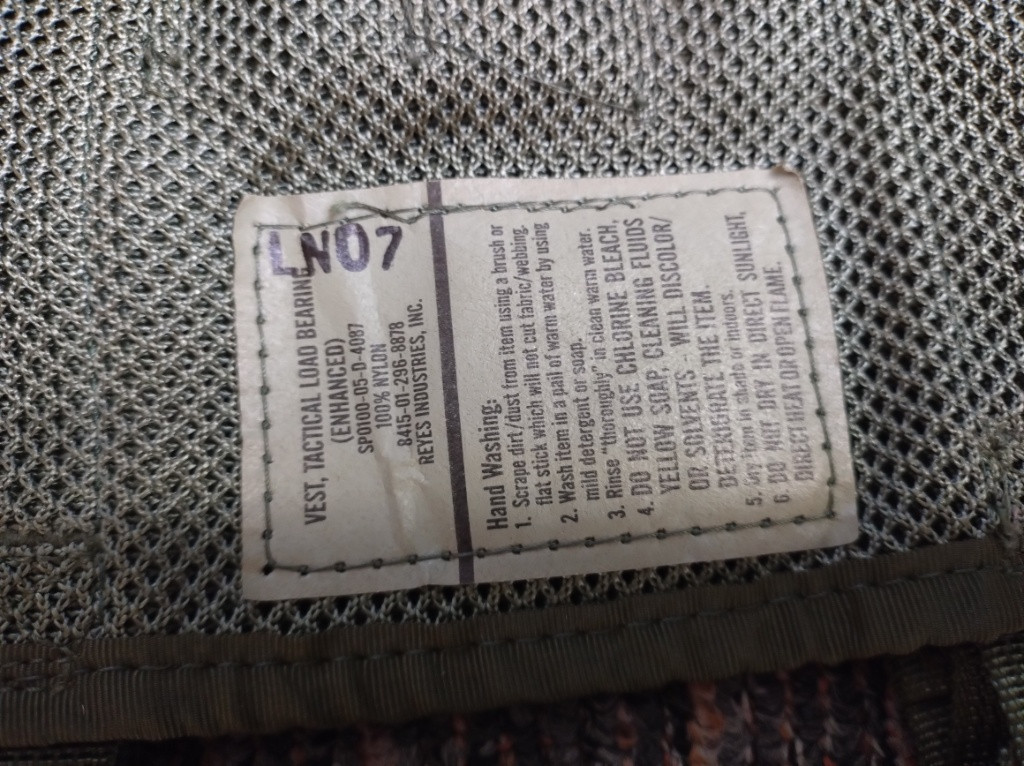 LN07
VEST, TACTICAL LOAD BEARING
(ENHANCED)
SPO100-05-D-4087
100% NYLON
8415-01-296-8878
REYES INDUSTRIES, INC.
Hand Washing:
1. Scrape dirt/dust from item using a brush or
flat stick which will not cut fabric/webbing.
2. Wash item in a pail of warm water by using
mild detergent or soap.
3. Rinse "thoroughly" in clean warm water.
4. DO NOT USE CHLORINE BLEACH,
YELLOW SOAP, CLEANING FLUIDS
OR SOLVENTS - WILL DISCOLOR/
DETERIORATE THE ITEM.
5. Dry item in shade or indoors.
6. DO NOT DRY IN DIRECT SUNLIGHT,
DIRECT HEAT OR OPEN FLAME.